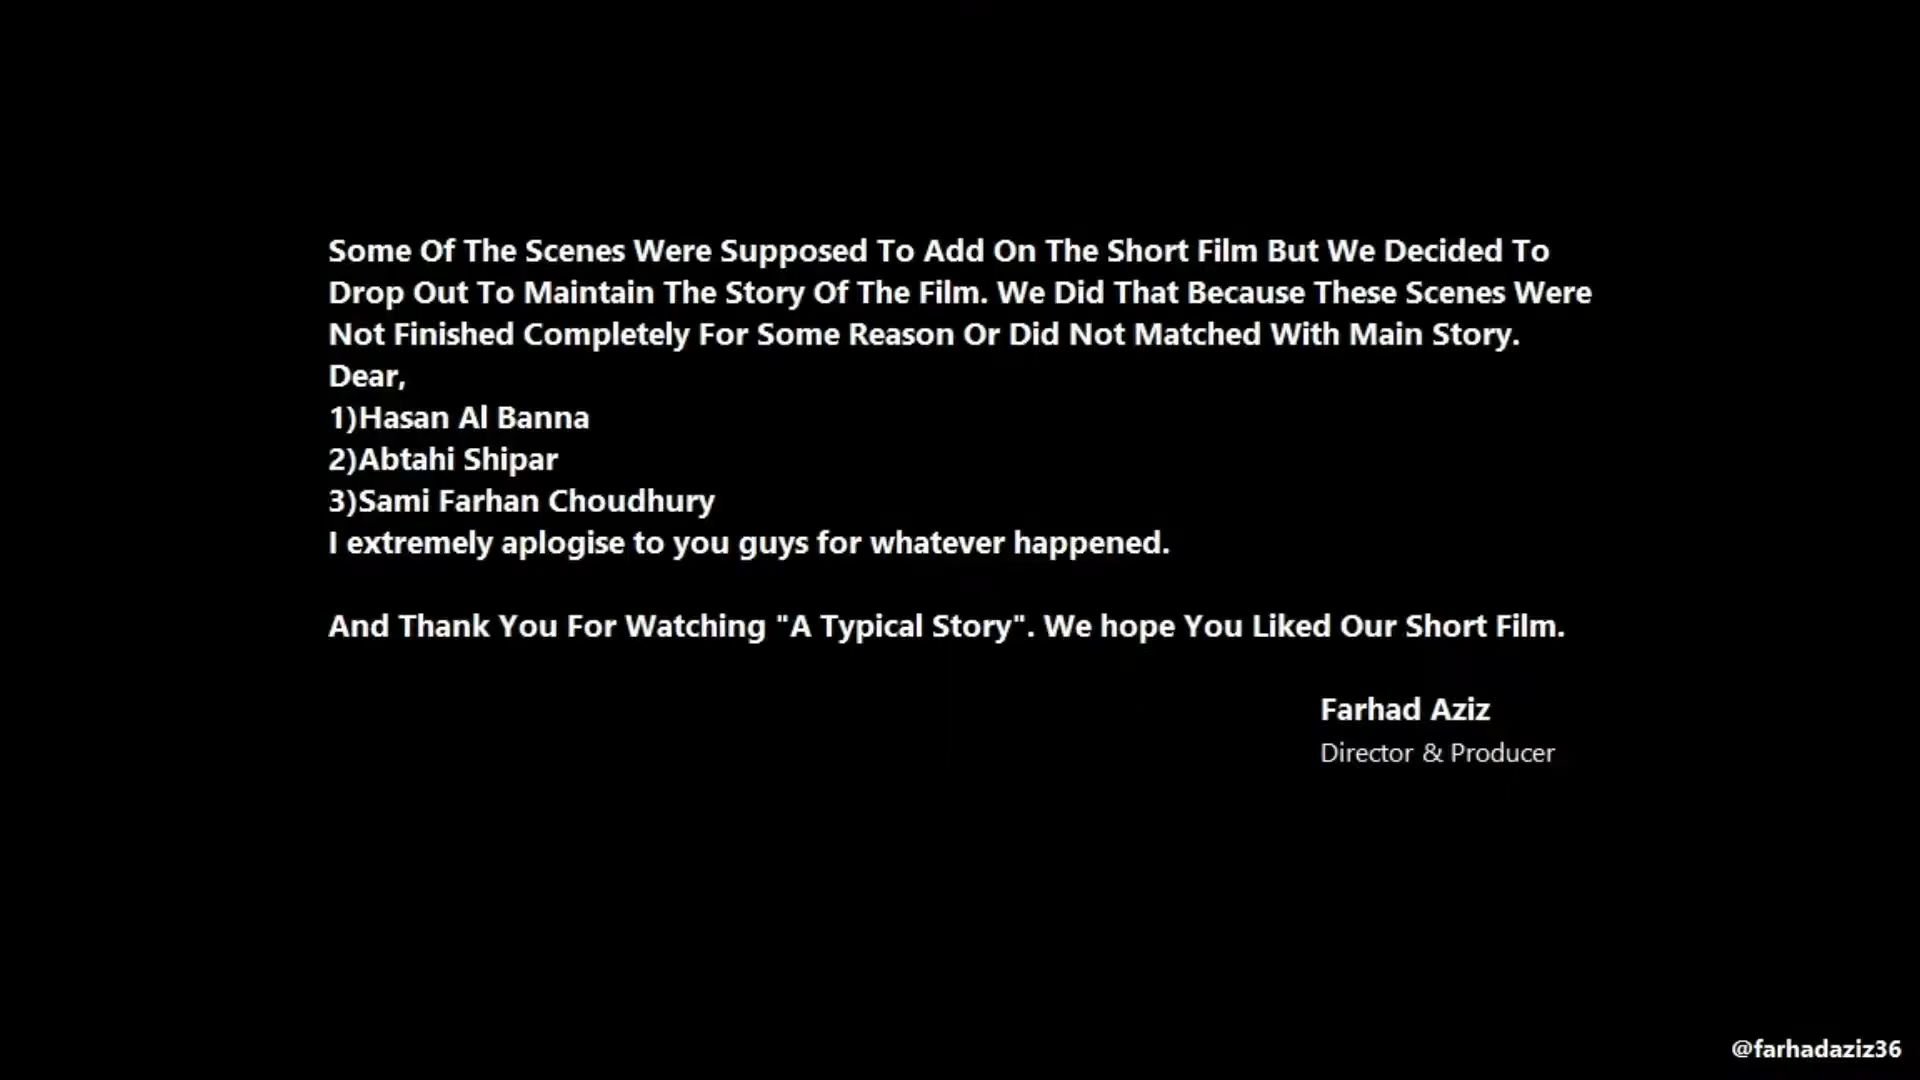 Some Of The Scenes Were Supposed To Add On The Short Film But We Decided To
Drop Out To Maintain The Story Of The Film. We Did That Because These Scenes Were
Not Finished Completely For Some Reason Or Did Not Matched With Main Story.
Dear,
1)Hasan Al Banna
2)Abtahi Shipar
3)Sami Farhan Choudhury
I extremely aplogise to you guys for whatever happened.
And Thank You For Watching "A Typical Story". We hope You Liked Our Short Film.
Farhad Aziz
Director & Producer
@farhadaziz36